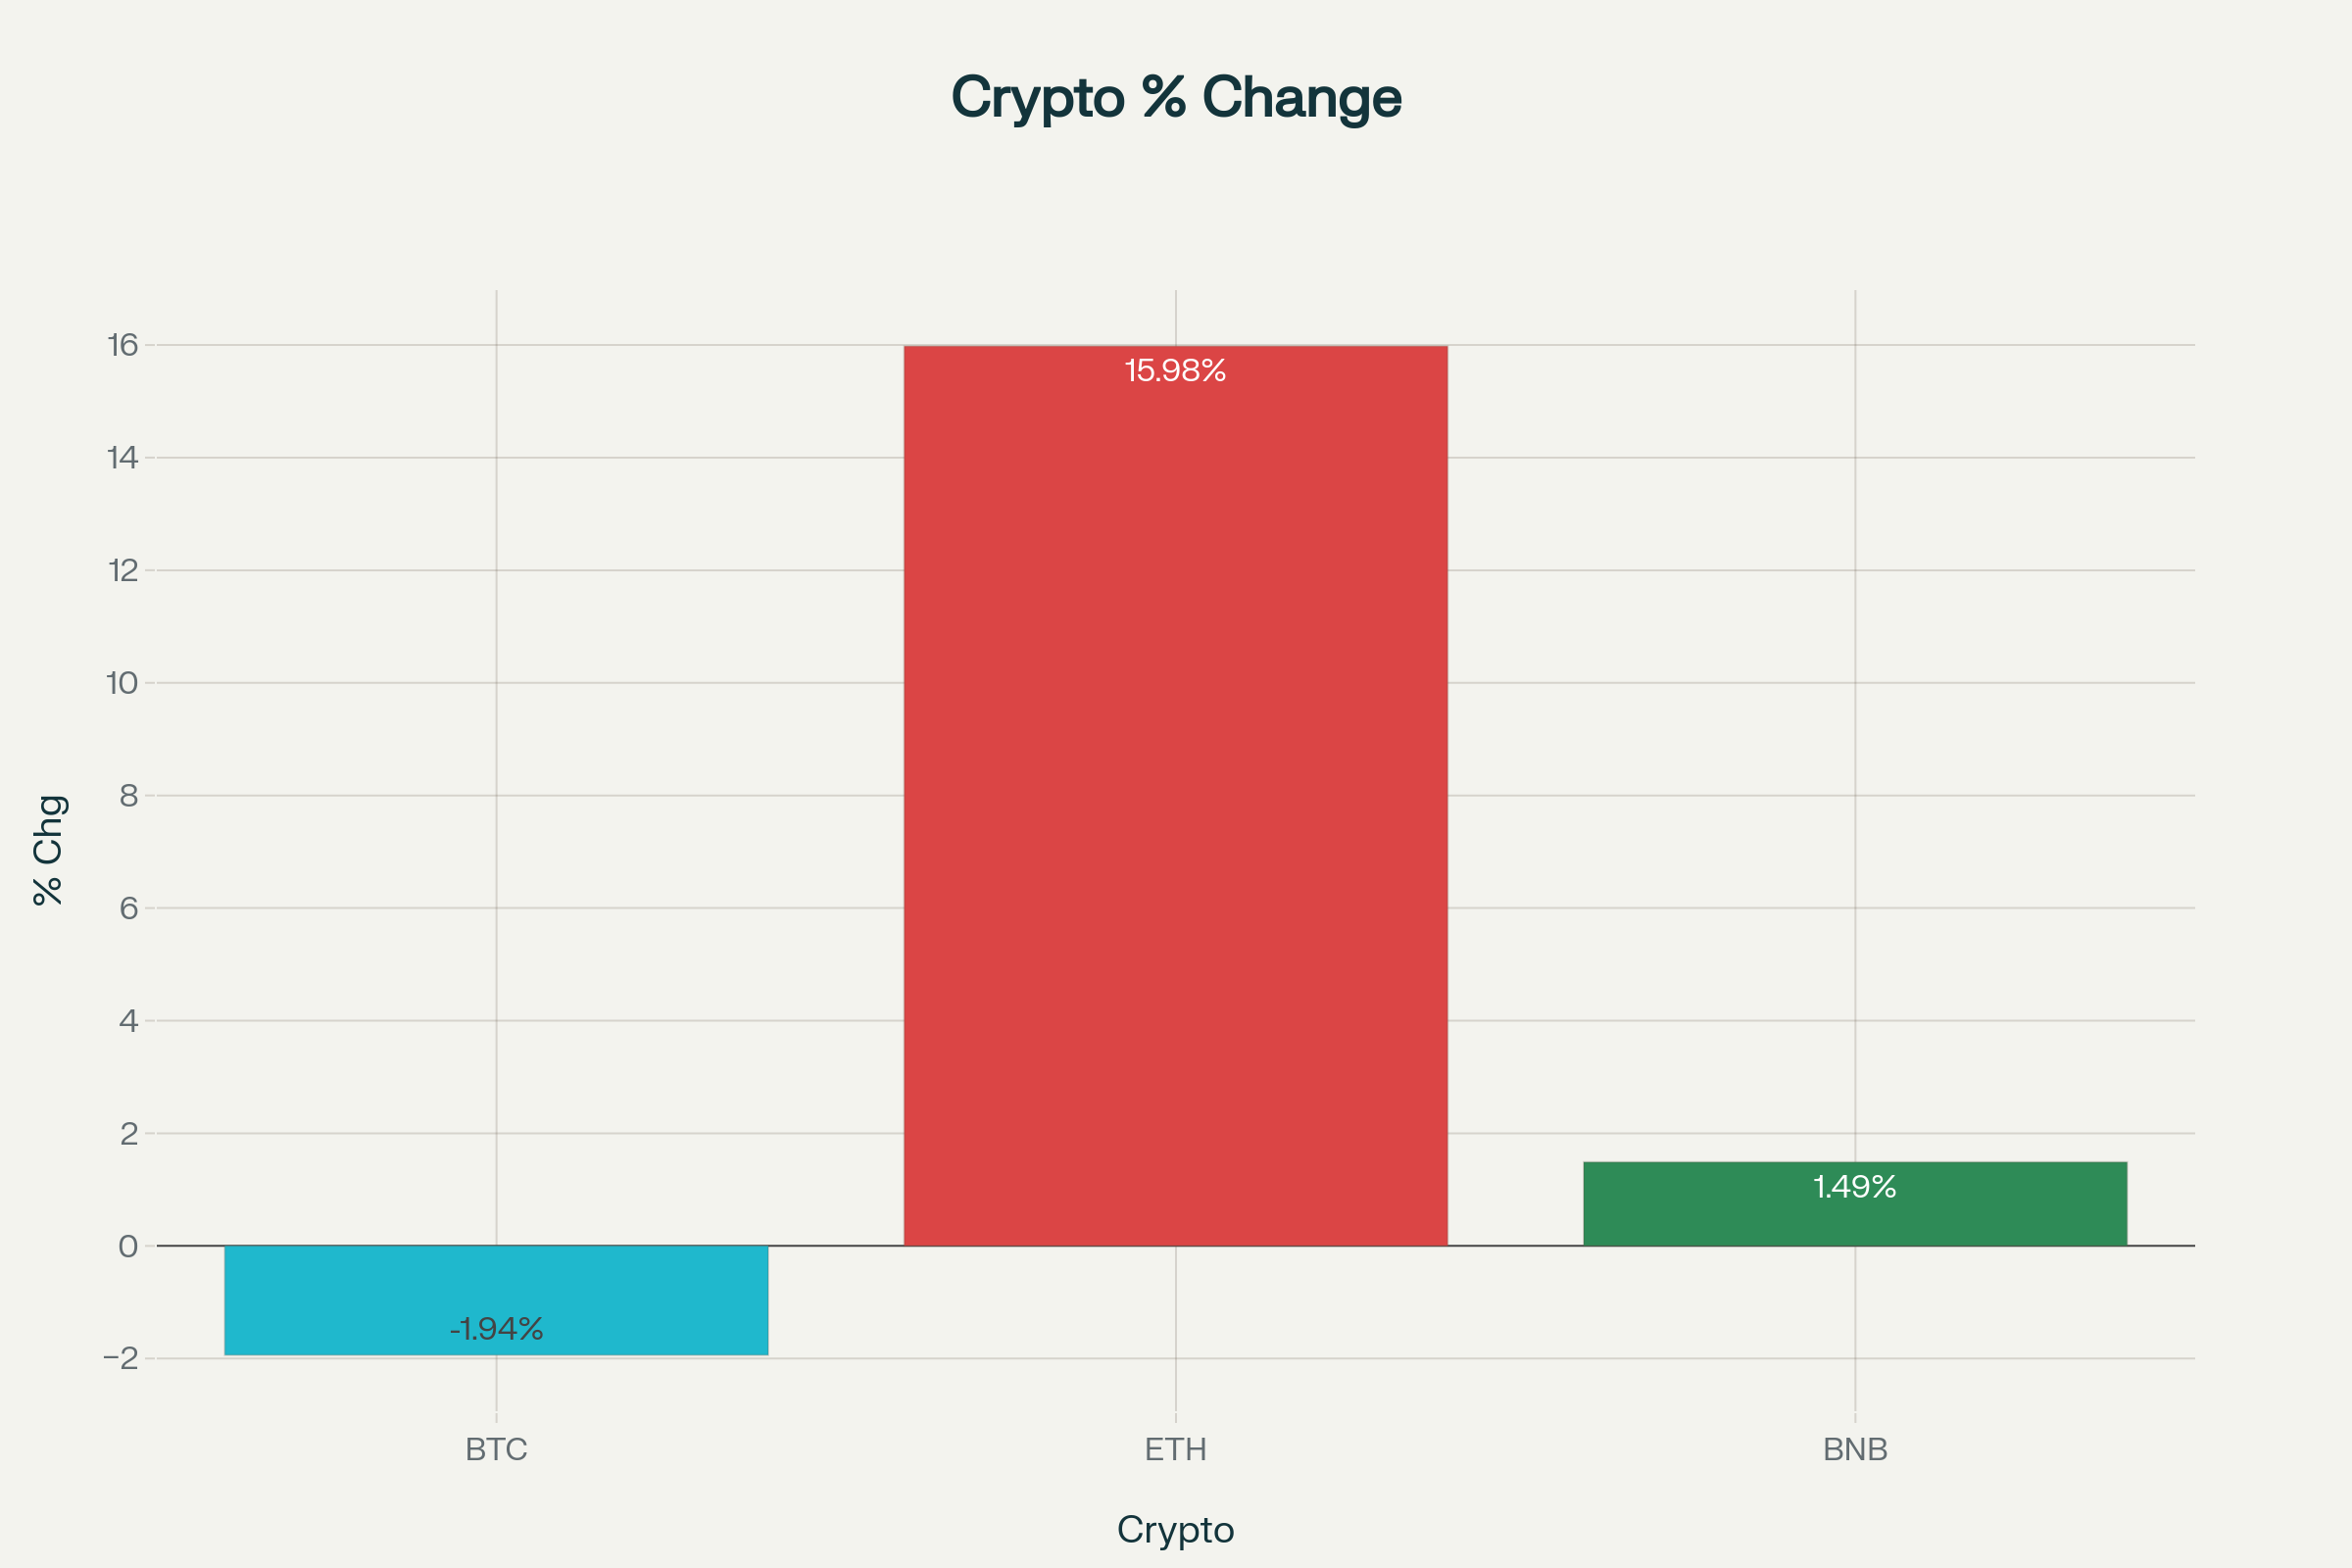 Crypto % Change
16
14
12
10
8
6
4
2
0
−2
% Chg
15.98%
1.49%
-1.94%
BTC
ETH
BNB
Crypto